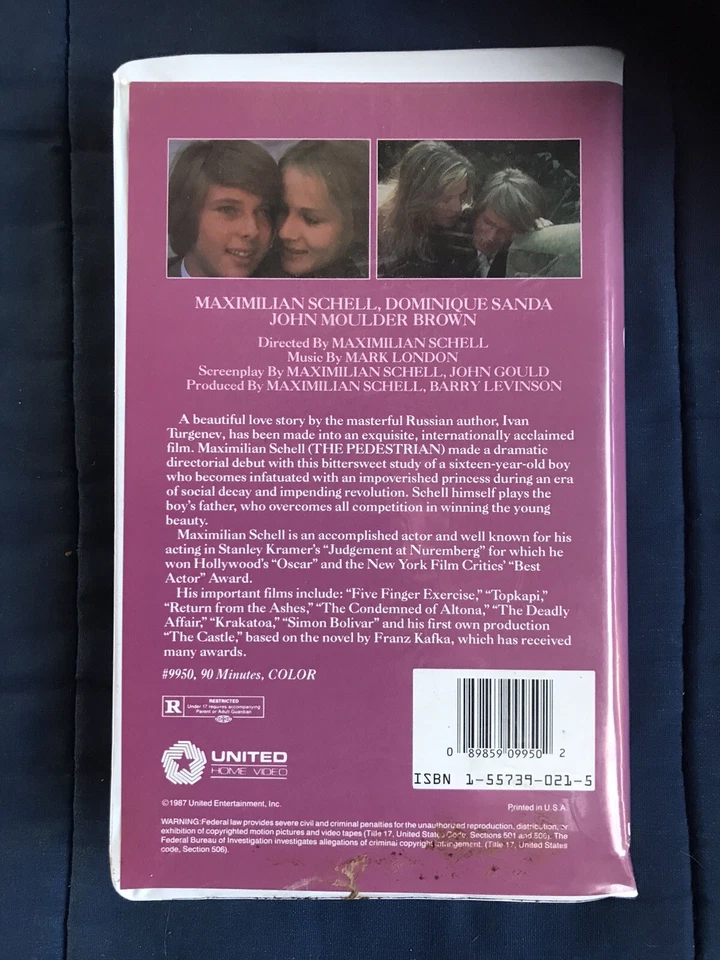 MAXIMILIAN SCHELL, DOMINIQUE SANDA
JOHN MOULDER BROWN
Directed By MAXIMILIAN SCHELL
Music By MARK LONDON
Screenplay By MAXIMILIAN SCHELL, JOHN GOULD
Produced By MAXIMILIAN SCHELL, BARRY LEVINSON
A beautiful love story by the masterful Russian author, Ivan
Turgenev, has been made into an exquisite, internationally acclaimed
film. Maximilian Schell (THE PEDESTRIAN) made a dramatic
directorial debut with this bittersweet study of a sixteen-year-old boy
who becomes infatuated with an impoverished princess during an era
of social decay and impending revolution. Schell himself plays the
boy's father, who overcomes all competition in winning the young
beauty.
Maximilian Schell is an accomplished actor and well known for his
acting in Stanley Kramer's "Judgement at Nuremberg" for which he
won Hollywood's "Oscar" and the New York Film Critics' "Best
Actor" Award.
His important films include: "Five Finger Exercise," "Topkapi,"
"Return from the Ashes," "The Condemned of Altona," "The Deadly
Affair," "Krakatoa," "Simon Bolivar" and his first own production
"The Castle," based on the novel by Franz Kafka, which has received
many awards.
#9950, 90 Minutes, COLOR
R RESTRICTED
Under 17 requires accompanying
Parent or Adult Guardian
UNITED
HOME VIDEO
0 89859 09950 2
ISBN 1-55739-021-5
©1987 United Entertainment, Inc.
Printed in U.S.A.
WARNING: Federal law provides severe civil and criminal penalties for the unauthorized reproduction, distribution, or
exhibition of copyrighted motion pictures and video tapes (Title 17, United States Code, Sections 501 and 506). The
Federal Bureau of Investigation investigates allegations of criminal copyright infringement. (Title 17, United States
code, Section 506).